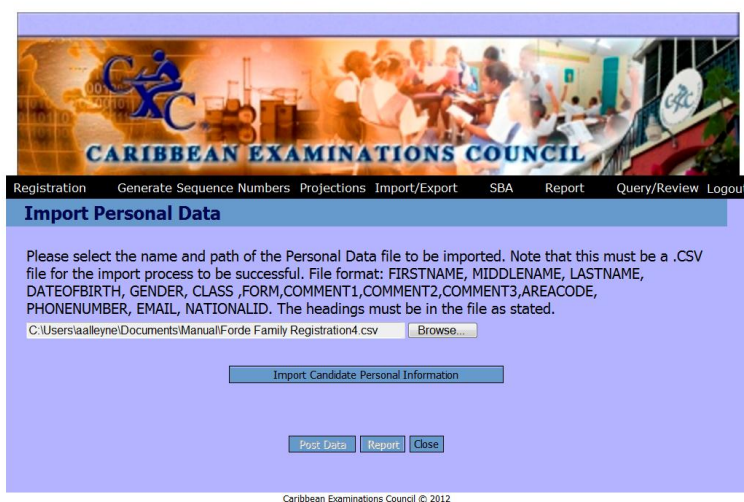 CXC
CXC
CARIBBEAN EXAMINATIONS COUNCIL
Registration Generate Sequence Numbers Projections Import/Export SBA Report Query/Review Logout
Import Personal Data
Please select the name and path of the Personal Data file to be imported. Note that this must be a .CSV
file for the import process to be successful. File format: FIRSTNAME, MIDDLENAME, LASTNAME,
DATEOFBIRTH, GENDER, CLASS ,FORM,COMMENT1,COMMENT2,COMMENT3,AREACODE,
PHONENUMBER, EMAIL, NATIONALID. The headings must be in the file as stated.
C:\Users\aalleyne\Documents\Manual\Forde Family Registration4.csv Browse...
Import Candidate Personal Information
Post Data Report Close
Caribbean Examinations Council © 2012